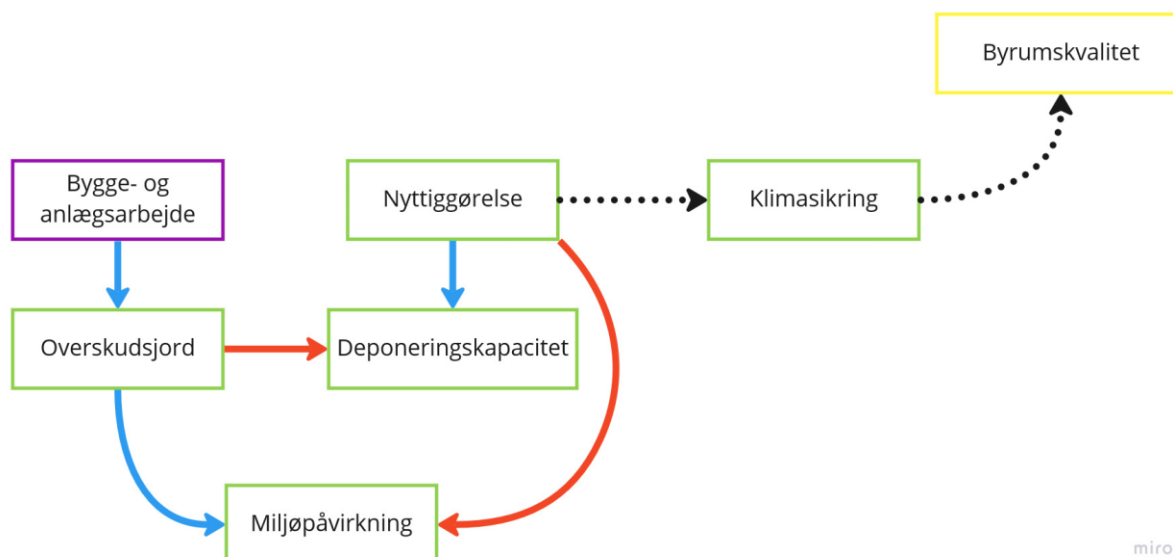 Byrumskvalitet
Bygge- og
anlægsarbejde
Nyttiggørelse
Klimasikring
Overskudsjord
Deponeringskapacitet
Miljøpåvirkning
miro